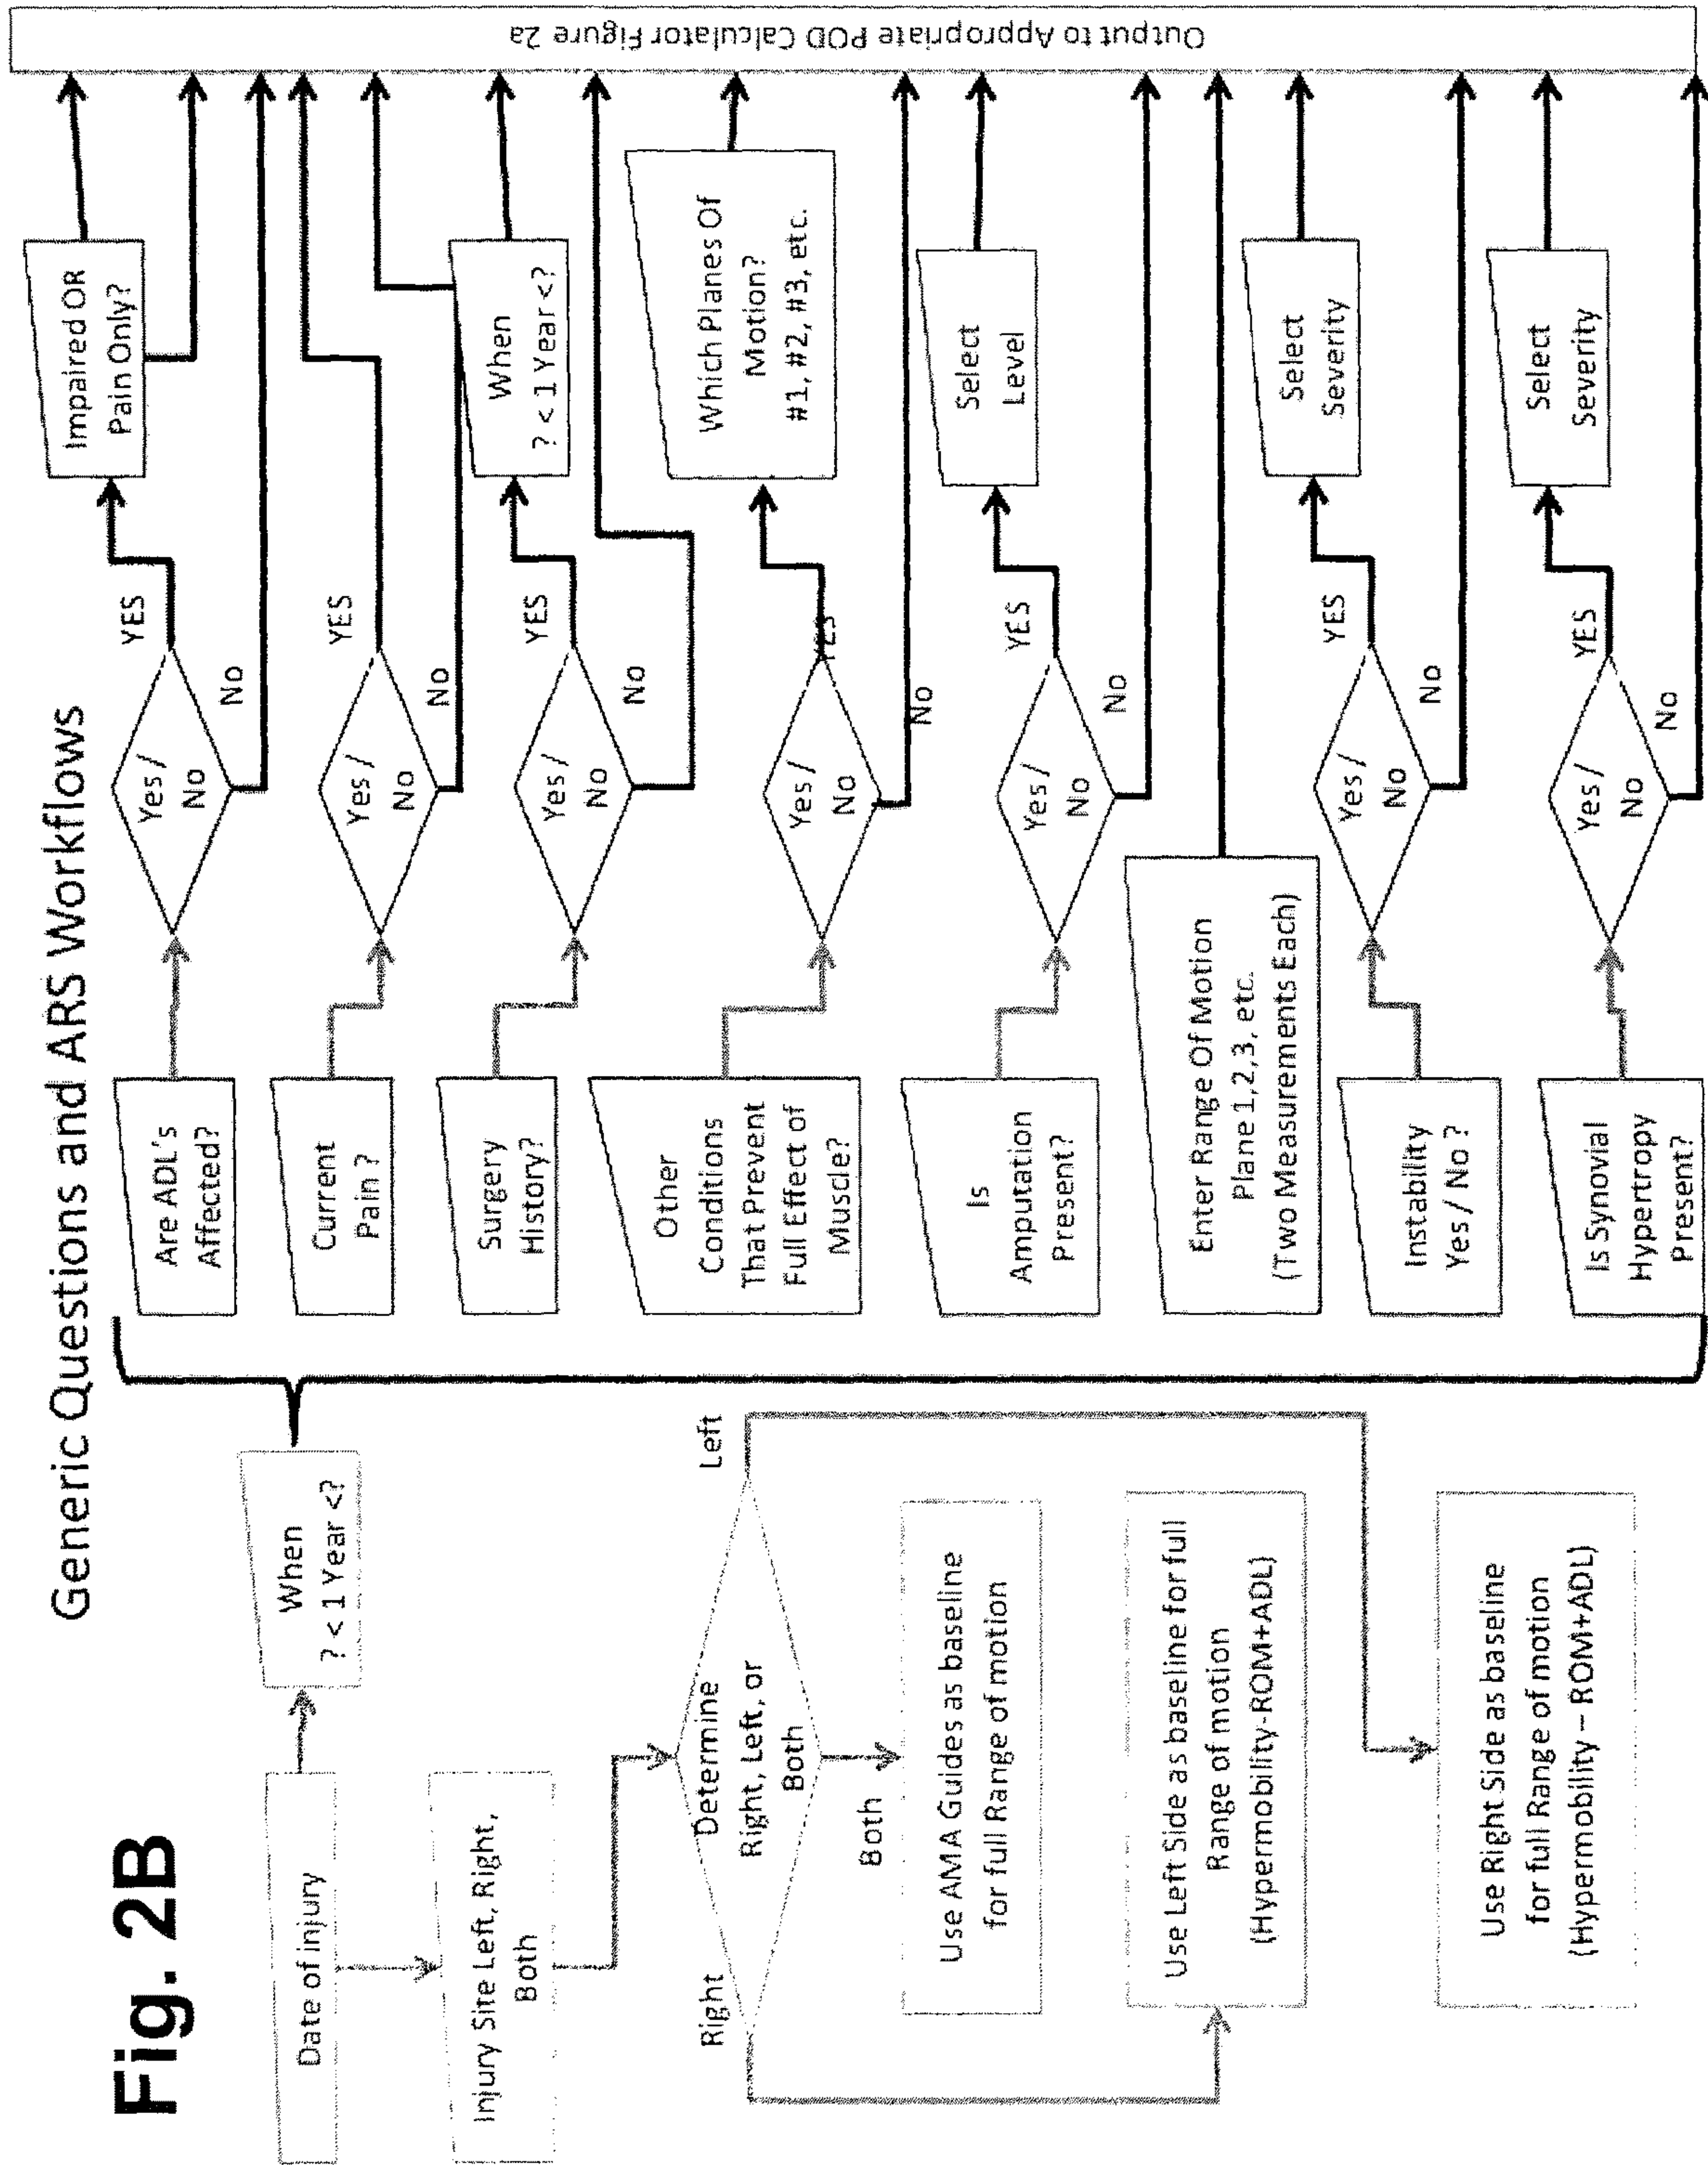 Fig. 2B
Generic Questions and ARS Workflows
Date of injury
When
? < 1 Year <?
Injury Site Left, Right,
Both
Determine
Right, Left, or
Both
Right
Left
Both
Use AMA Guides as baseline
for full Range of motion
Use Left Side as baseline for full
Range of motion
(Hypermobility-ROM+ADL)
Use Right Side as baseline
for full Range of motion
(Hypermobility – ROM+ADL)
Are ADL's
Affected?
Yes /
No
YES
No
Impaired OR
Pain Only?
Current
Pain ?
Yes /
No
YES
No
Surgery
History?
Yes /
No
YES
No
When
? < 1 Year <?
Other
Conditions
That Prevent
Full Effect of
Muscle?
Yes /
No
YES
No
Which Planes Of
Motion?
#1, #2, #3, etc.
Is
Amputation
Present?
Yes /
No
YES
No
Select
Level
Enter Range Of Motion
Plane 1,2,3, etc.
(Two Measurements Each)
Instability
Yes / No ?
Yes /
No
YES
No
Select
Severity
Is Synovial
Hypertropy
Present?
Yes /
No
YES
No
Select
Severity
Output to Appropriate POD Calculator Figure 2a